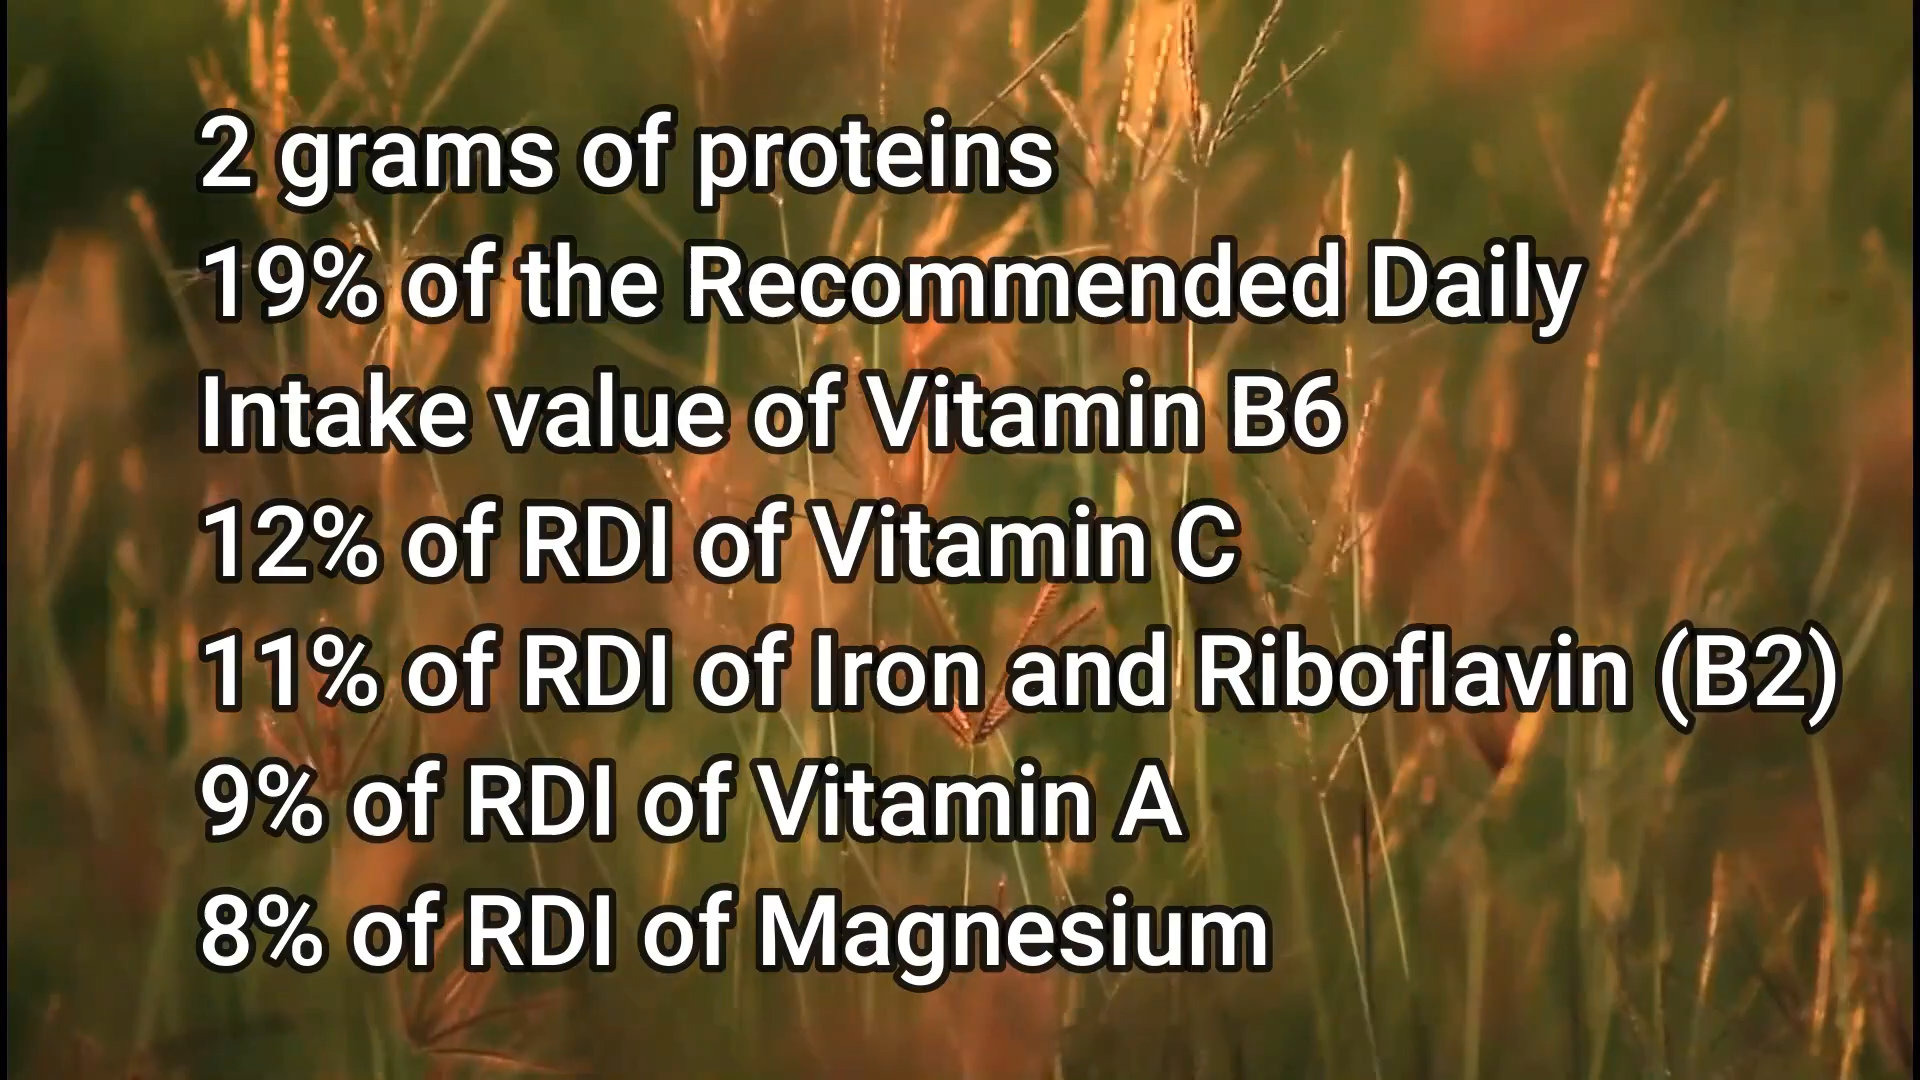 2 grams of proteins
19% of the Recommended Daily
Intake value of Vitamin B6
12% of RDI of Vitamin C
11% of RDI of Iron and Riboflavin (B2)
9% of RDI of Vitamin A
8% of RDI of Magnesium